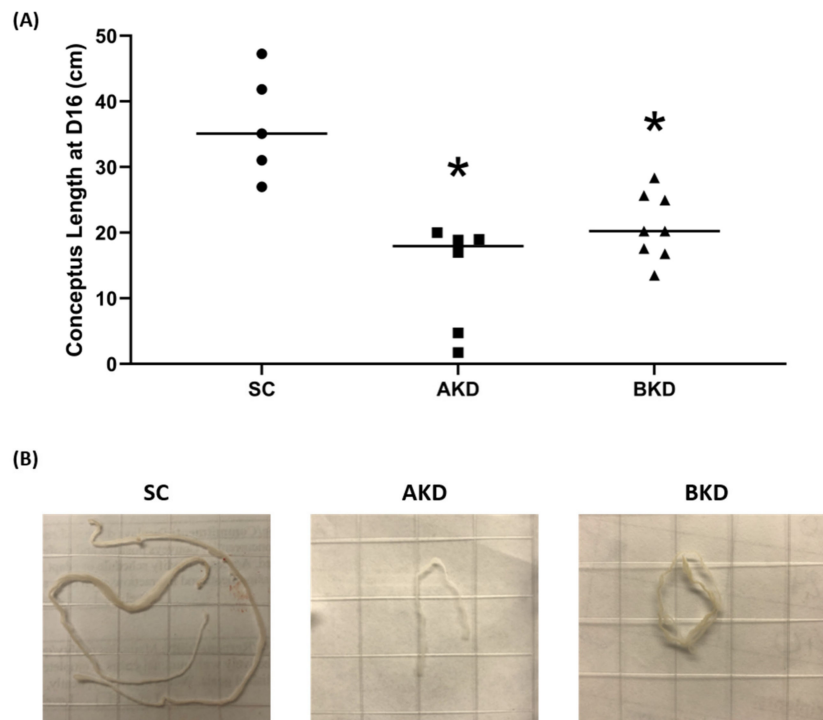 (A)
Conceptus Length at D16 (cm)
50
40
30
20
10
0
*
*
SC
AKD
BKD
(B)
SC
AKD
BKD